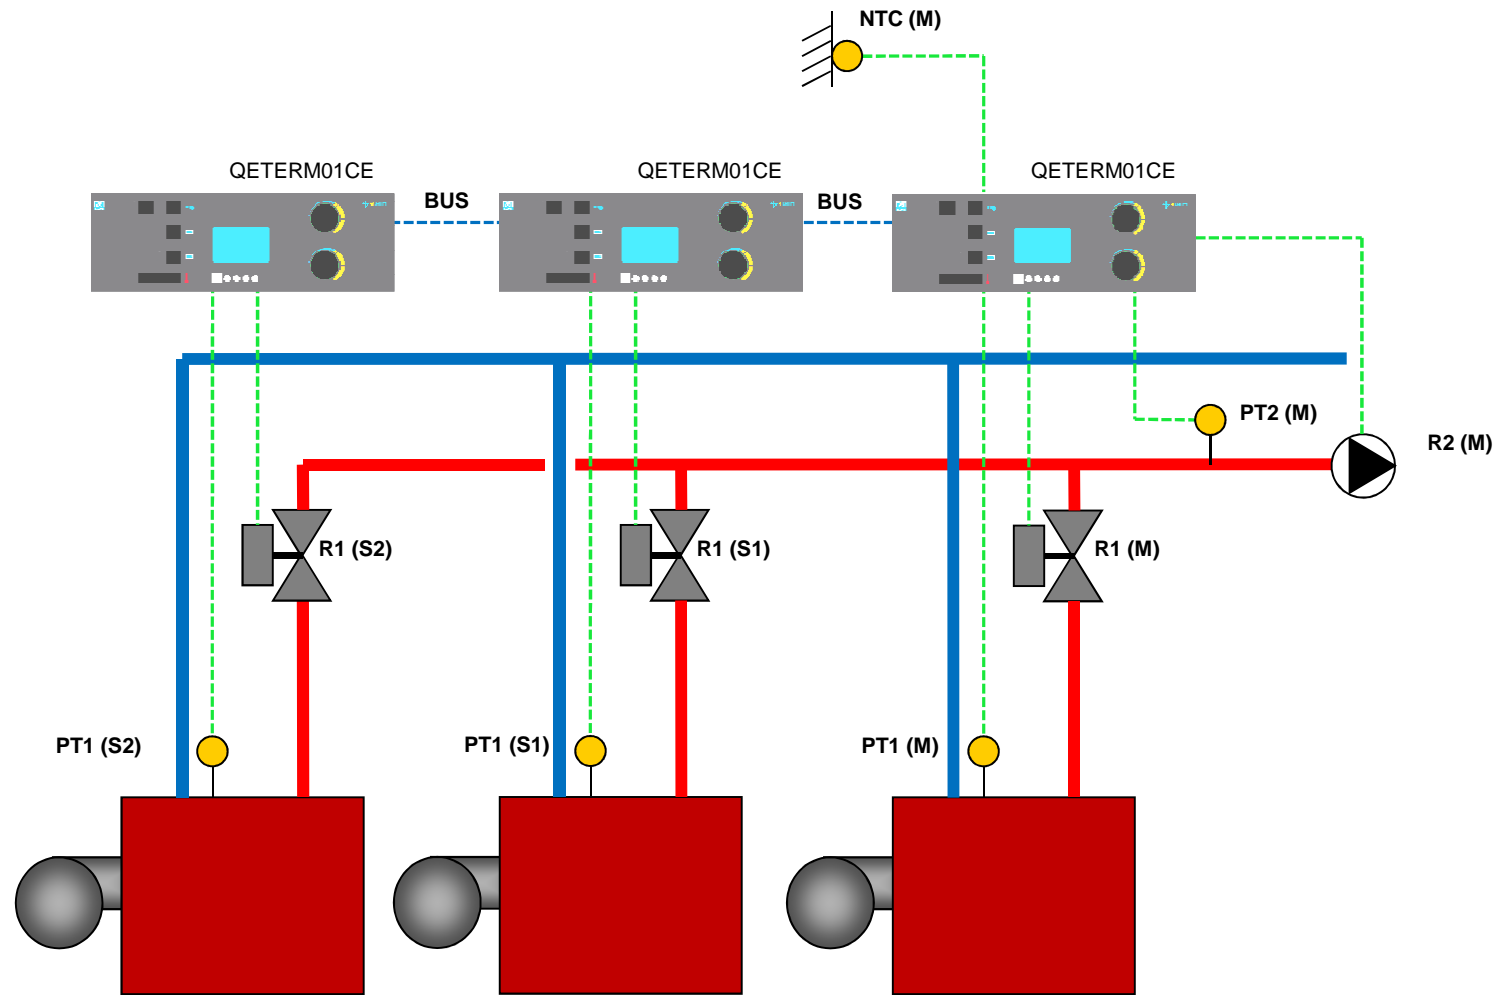 NTC (M)
QETERM01CE
QETERM01CE
QETERM01CE
BUS
BUS
PT2 (M)
R2 (M)
R1 (S2)
R1 (S1)
R1 (M)
PT1 (S2)
PT1 (S1)
PT1 (M)